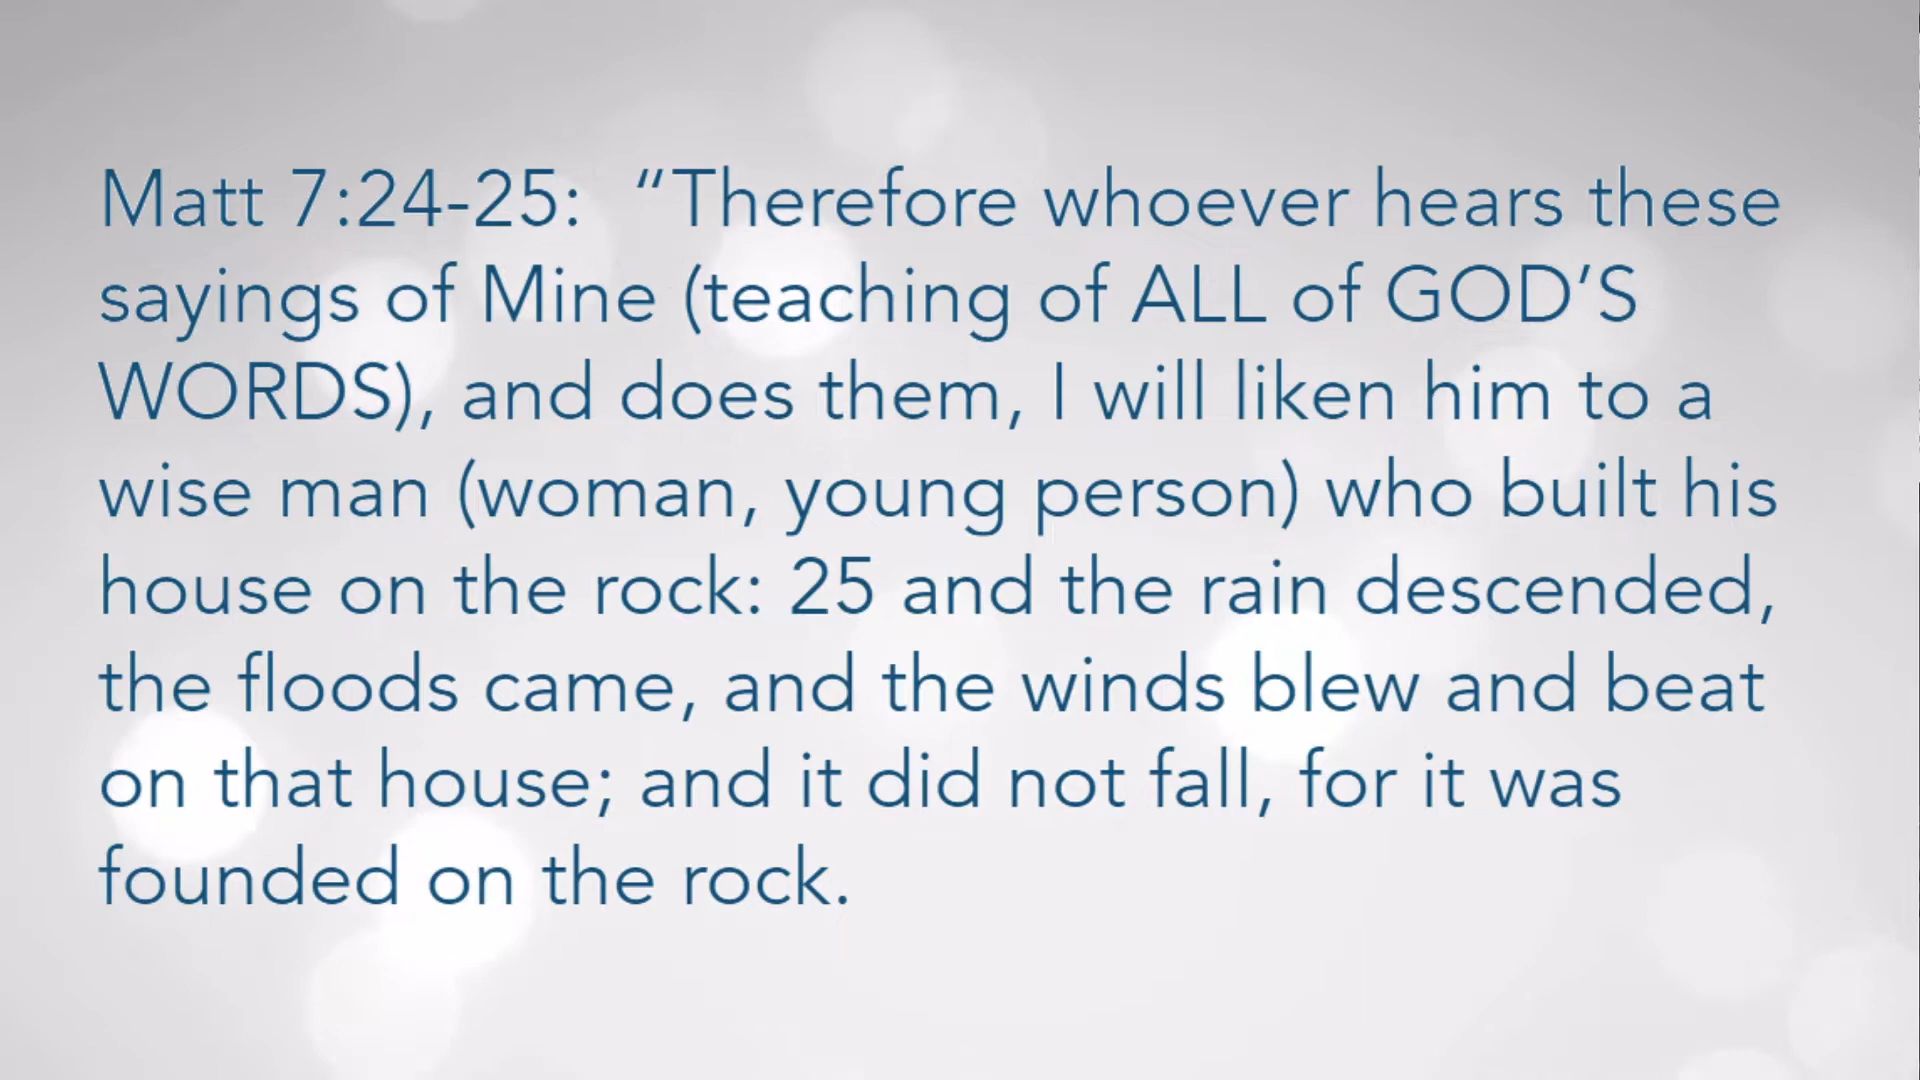 Matt 7:24-25:  “Therefore whoever hears these
sayings of Mine (teaching of ALL of GOD’S
WORDS), and does them, I will liken him to a
wise man (woman, young person) who built his
house on the rock: 25 and the rain descended,
the floods came, and the winds blew and beat
on that house; and it did not fall, for it was
founded on the rock.